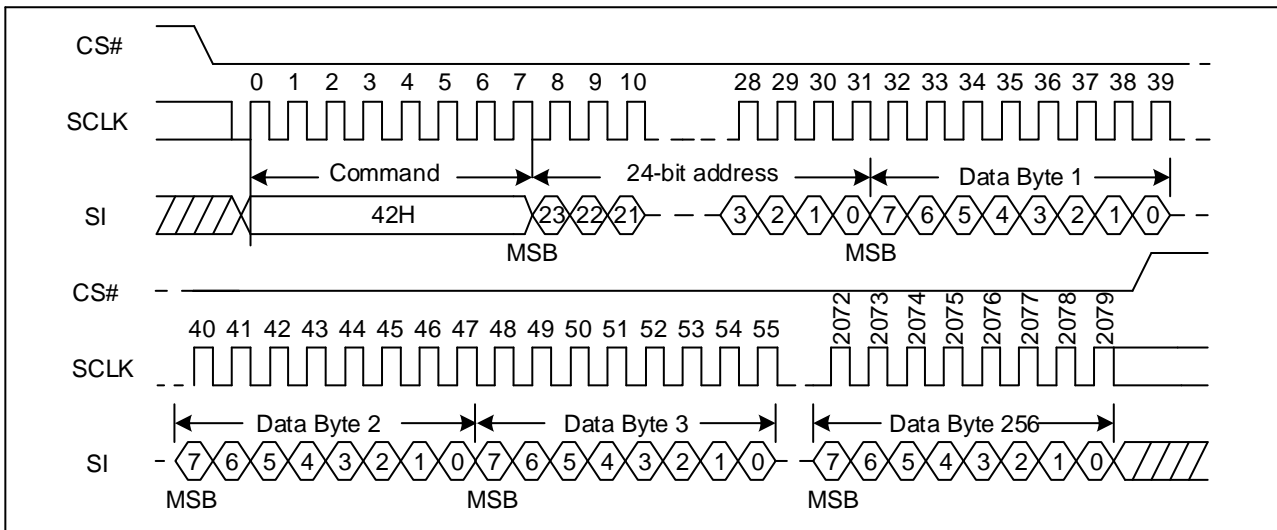 CS#
0 1 2 3 4 5 6 7 8 9 10 28 29 30 31 32 33 34 35 36 37 38 39
SCLK
Command 24-bit address Data Byte 1
SI 42H 23 22 21 3 2 1 0 7 6 5 4 3 2 1 0
MSB MSB
CS#
40 41 42 43 44 45 46 47 48 49 50 51 52 53 54 55 2072 2073 2074 2075 2076 2077 2078 2079
SCLK
Data Byte 2 Data Byte 3 Data Byte 256
SI 7 6 5 4 3 2 1 0 7 6 5 4 3 2 1 0 7 6 5 4 3 2 1 0
MSB MSB MSB